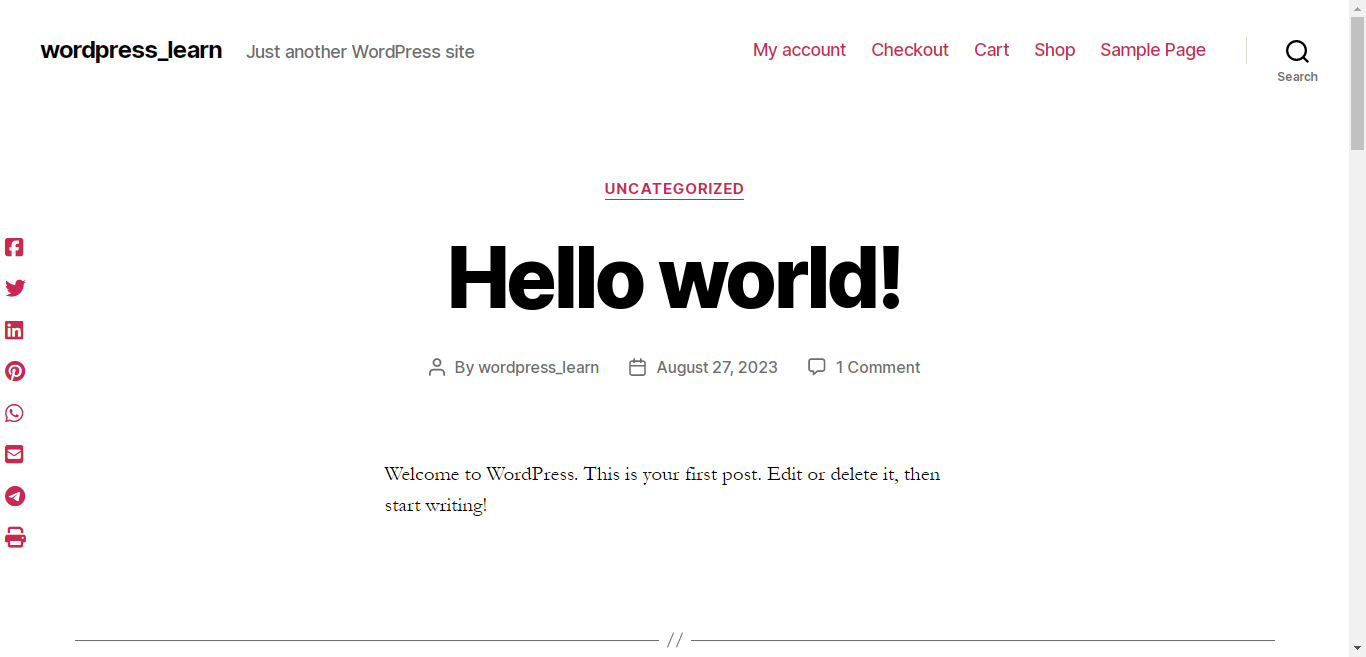 wordpress_learn Just another WordPress site My account Checkout Cart Shop Sample Page
Search
UNCATEGORIZED
Hello world!
By wordpress_learn August 27, 2023 1 Comment
Welcome to WordPress. This is your first post. Edit or delete it, then
start writing!
//